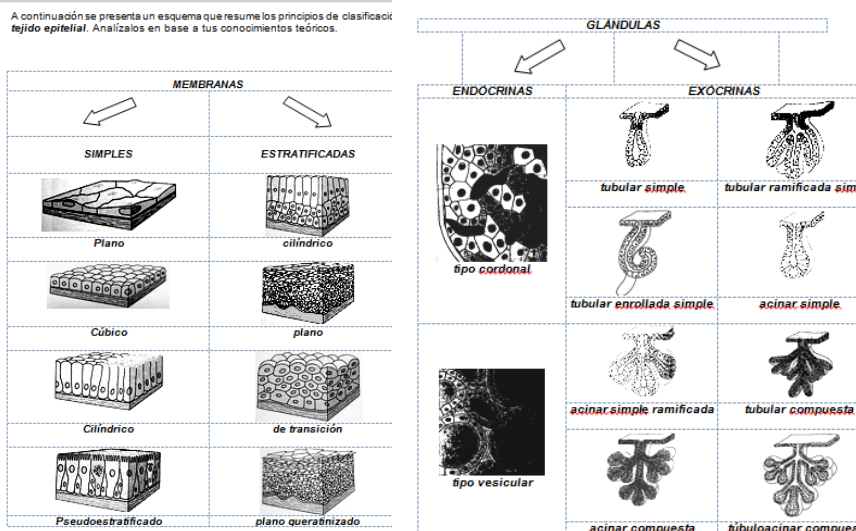 A continuación se presenta un esquema que resume los principios de clasificació
tejido epitelial. Analízalos en base a tus conocimientos teóricos.
MEMBRANAS
SIMPLES ESTRATIFICADAS
Plano cilíndrico
Cúbico plano
Cilíndrico de transición
Pseudoestratificado plano queratinizado
GLÁNDULAS
ENDÓCRINAS EXÓCRINAS
tubular simple tubular ramificada sim
tipo cordonal
tubular enrollada simple acinar simple
acinar simple ramificada tubular compuesta
tipo vesicular
acinar compuesta túbuloacinar compues